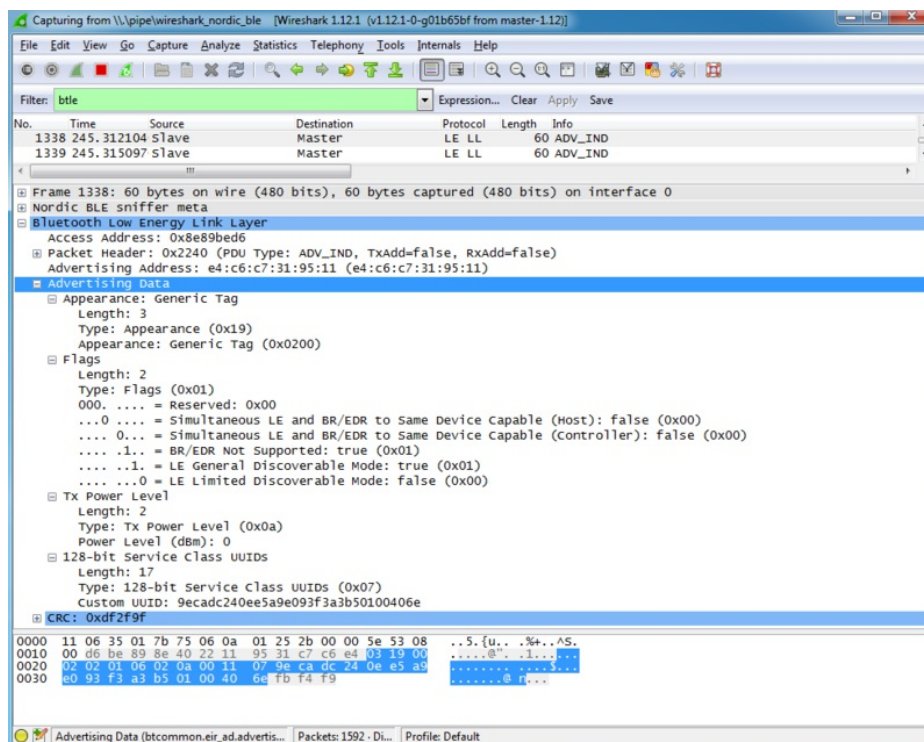 Capturing from \\.\pipe\wireshark_nordic_ble [Wireshark 1.12.1 (v1.12.1-0-g01b65bf from master-1.12)]
File Edit View Go Capture Analyze Statistics Telephony Tools Internals Help
Filter: btle Expression... Clear Apply Save
No. Time Source Destination Protocol Length Info
1338 245.312104 Slave Master LE LL 60 ADV_IND
1339 245.315097 Slave Master LE LL 60 ADV_IND
Frame 1338: 60 bytes on wire (480 bits), 60 bytes captured (480 bits) on interface 0
Nordic BLE sniffer meta
Bluetooth Low Energy Link Layer
Access Address: 0x8e89bed6
Packet Header: 0x2240 (PDU Type: ADV_IND, TxAdd=false, RxAdd=false)
Advertising Address: e4:c6:c7:31:95:11 (e4:c6:c7:31:95:11)
Advertising Data
Appearance: Generic Tag
Length: 3
Type: Appearance (0x19)
Appearance: Generic Tag (0x0200)
Flags
Length: 2
Type: Flags (0x01)
000. .... = Reserved: 0x00
...0 .... = Simultaneous LE and BR/EDR to Same Device Capable (Host): false (0x00)
.... 0... = Simultaneous LE and BR/EDR to Same Device Capable (Controller): false (0x00)
.... .1.. = BR/EDR Not Supported: true (0x01)
.... ..1. = LE General Discoverable Mode: true (0x01)
.... ...0 = LE Limited Discoverable Mode: false (0x00)
Tx Power Level
Length: 2
Type: Tx Power Level (0x0a)
Power Level (dBm): 0
128-bit Service Class UUIDs
Length: 17
Type: 128-bit Service Class UUIDs (0x07)
Custom UUID: 9ecadc240ee5a9e093f3a3b50100406e
CRC: 0xdf2f9f
0000 11 06 35 01 7b 75 06 0a 01 25 2b 00 00 5e 53 08 ..5.{u.. .%+..^S.
0010 00 d6 be 89 8e 40 22 11 95 31 c7 c6 e4 03 19 00 .....@". .1......
0020 02 02 01 06 02 0a 00 11 07 9e ca dc 24 0e e5 a9 ........ ....$...
0030 e0 93 f3 a3 b5 01 00 40 6e fb f4 f9 .......@ n...
Advertising Data (btcommon.eir_ad.advertis... Packets: 1592 · Di... Profile: Default